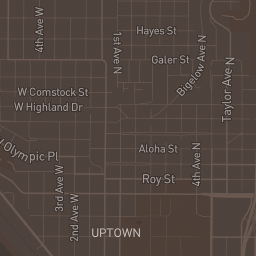 4th Ave W
1st Ave N
Hayes St
Galer St
Bigelow Ave N
Taylor Ave N
W Comstock St
W Highland Dr
Olympic Pl
Aloha St
4th Ave N
3rd Ave W
2nd Ave W
Roy St
UPTOWN